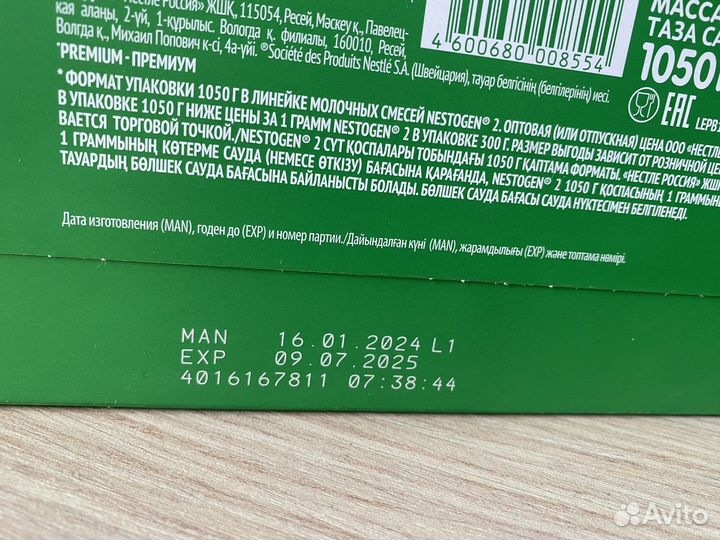 ЛЕ РОССИЯ» ЖШҚ, 115054, Ресей, Мәскеу қ., Павелец-
кая алаңы, 2-үй, 1-құрылыс. Вологда қ. филиалы, 160010, Ресей,
Вологда қ., Михаил Попович к-сі, 4а-үйі. ®Société des Produits Nestlé S.A. (Швейцария), тауар белгісінің (белгілерінің) иесі.
4 600680 008554
МАССА
ТАЗА СА
1050
EAC
*PREMIUM - ПРЕМИУМ
* ФОРМАТ УПАКОВКИ 1050 Г В ЛИНЕЙКЕ МОЛОЧНЫХ СМЕСЕЙ NESTOGEN® 2. ОПТОВАЯ (ИЛИ ОТПУСКНАЯ) ЦЕНА ООО «НЕСТЛЕ
В УПАКОВКЕ 1050 Г НИЖЕ ЦЕНЫ ЗА 1 ГРАММ NESTOGEN® 2 В УПАКОВКЕ 300 Г. РАЗМЕР ВЫГОДЫ ЗАВИСИТ ОТ РОЗНИЧНОЙ ЦЕ
ВАЕТСЯ ТОРГОВОЙ ТОЧКОЙ./NESTOGEN® 2 СҮТ ҚОСПАЛАРЫ ТОБЫНДАҒЫ 1050 Г ҚАПТАМА ФОРМАТЫ. «НЕСТЛЕ РОССИЯ» ЖШ
1 ГРАММЫНЫҢ КӨТЕРМЕ САУДА (НЕМЕСЕ ӨТКІЗУ) БАҒАСЫНА ҚАРАҒАНДА, NESTOGEN® 2 1050 Г ҚОСПАСЫНЫҢ 1 ГРАММЫН
ТАУАРДЫҢ БӨЛШЕК САУДА БАҒАСЫНА БАЙЛАНЫСТЫ БОЛАДЫ. БӨЛШЕК САУДА БАҒАСЫ САУДА НҮКТЕСІМЕН БЕЛГІЛЕНЕДІ.
Дата изготовления (MAN), годен до (EXP) и номер партии./Дайындалған күні (MAN), жарамдылығы (EXP) және топтама нөмірі.
MAN 16.01.2024 L1
EXP 09.07.2025
4016167811 07:38:44
Avito